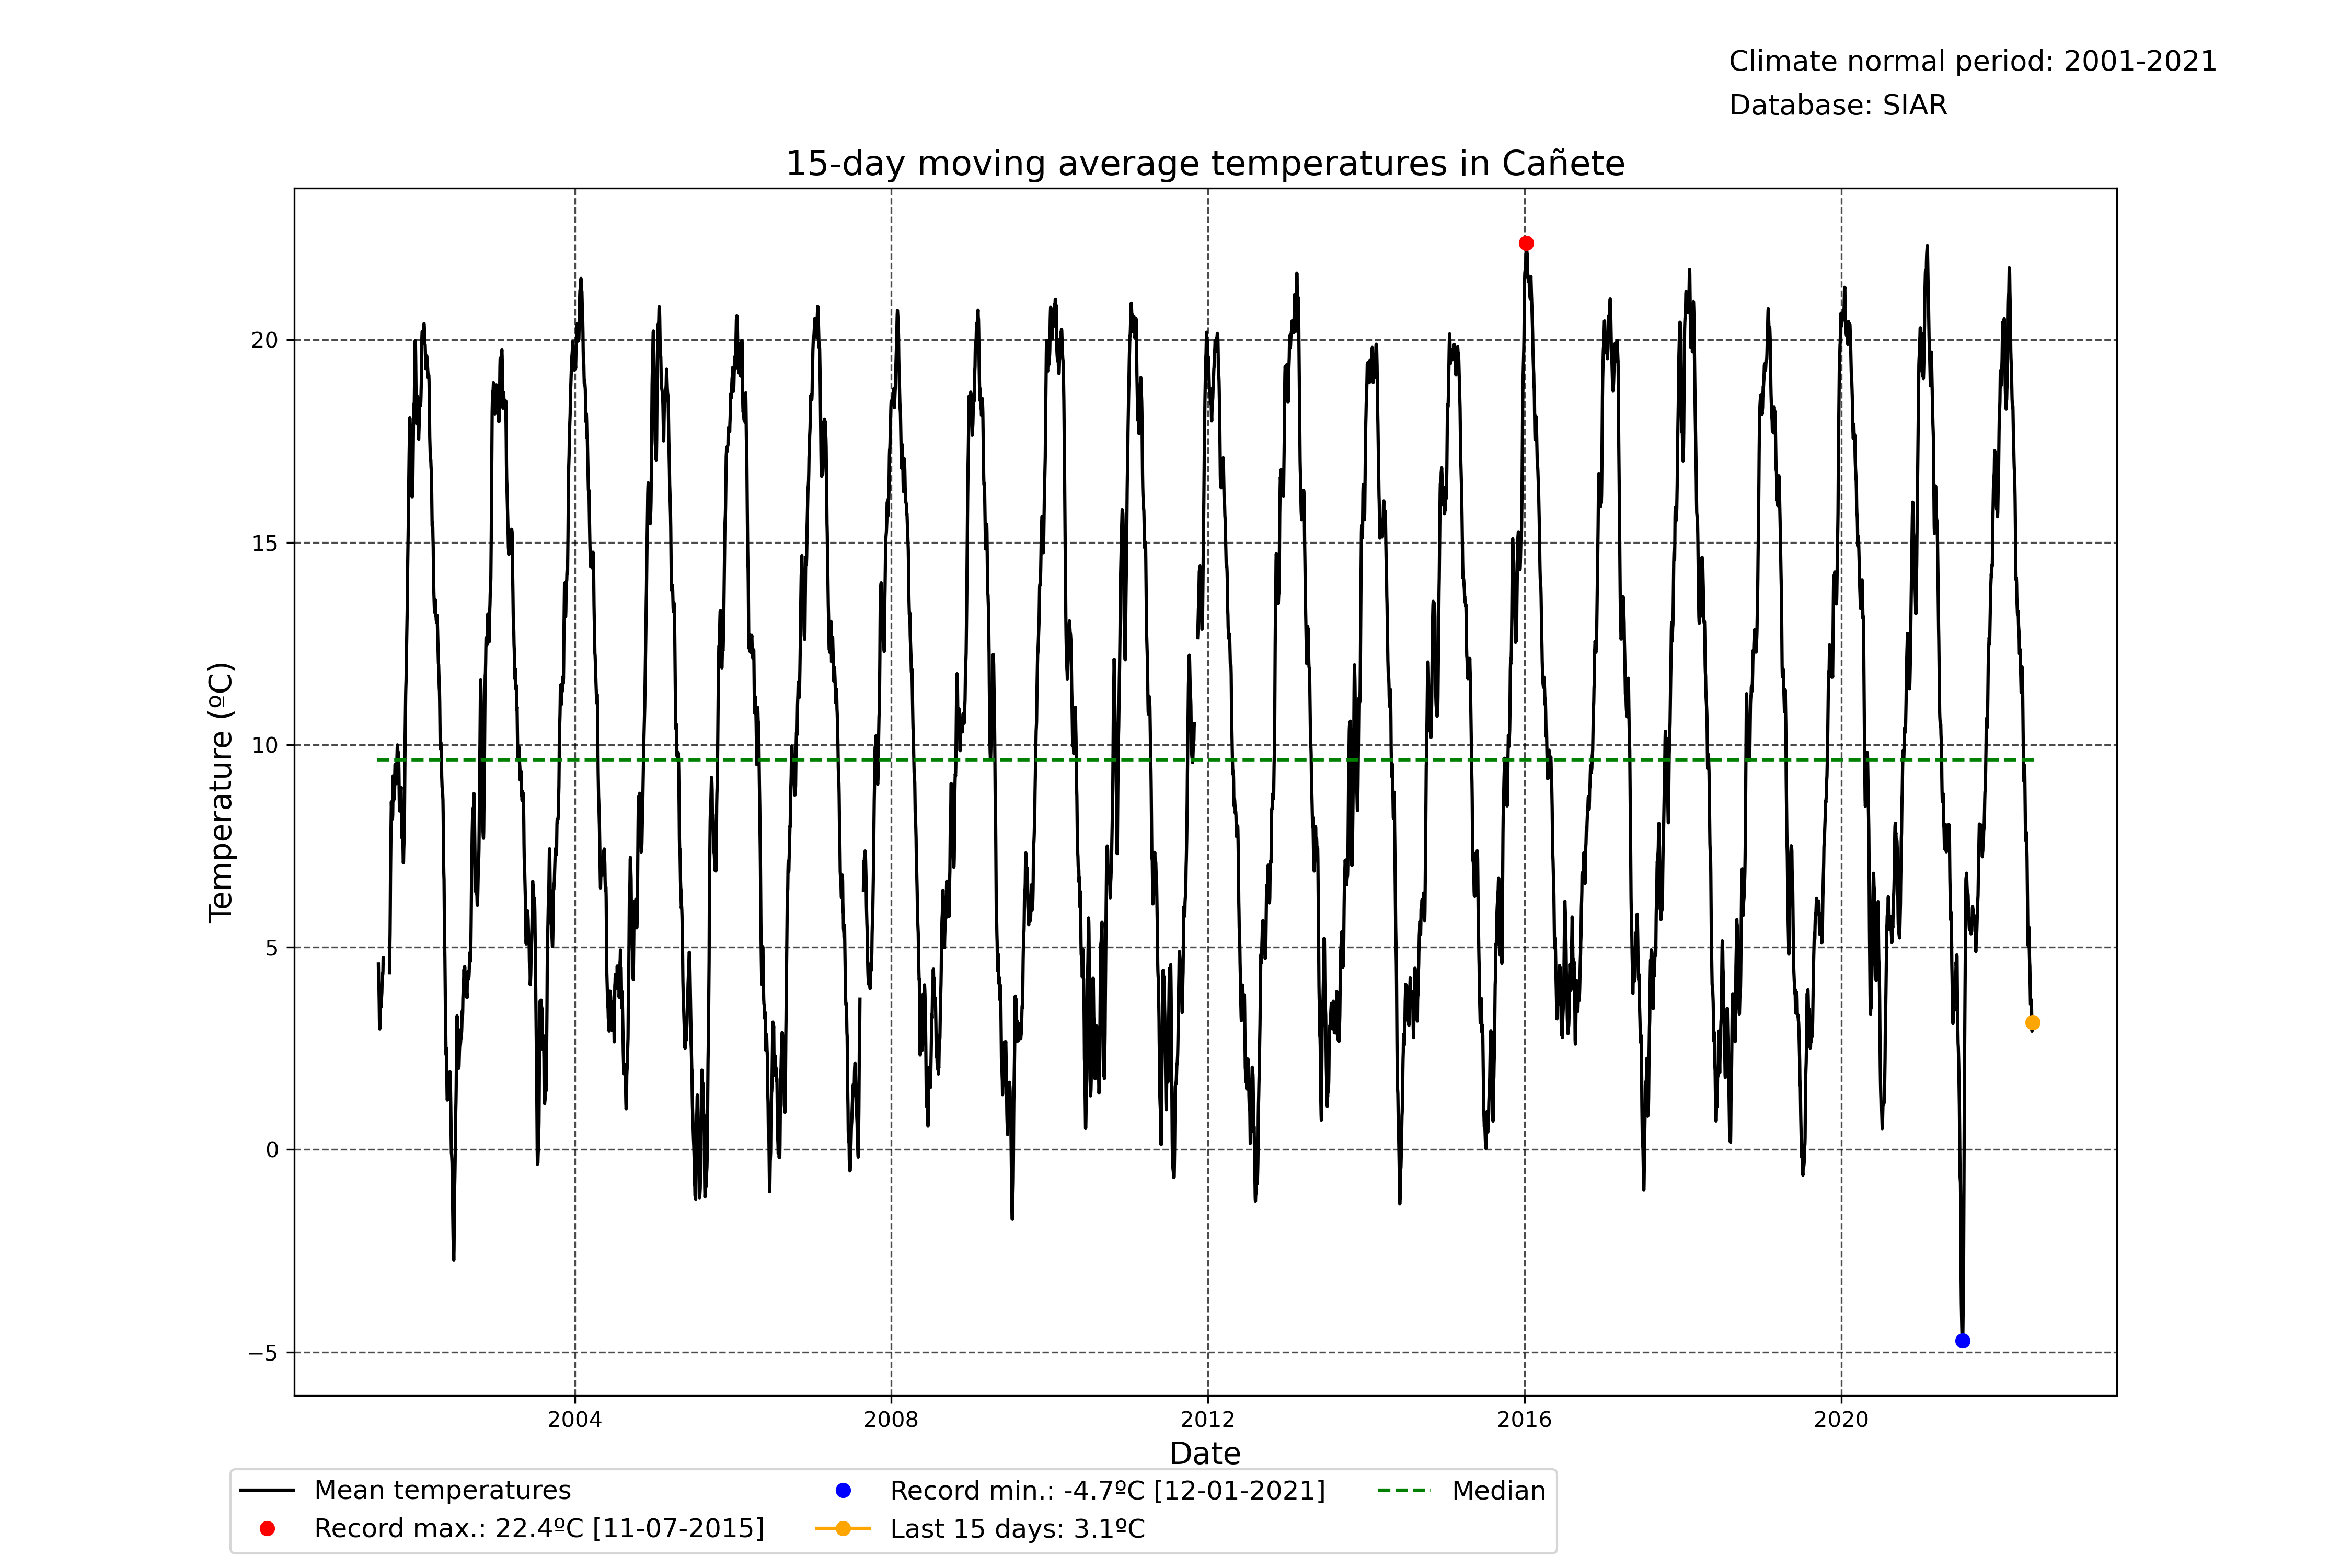 Climate normal period: 2001-2021
Database: SIAR
15-day moving average temperatures in Cañete
Temperature (ºC)
20
15
10
5
0
−5
2004
2008
2012
2016
2020
Date
Mean temperatures
Record max.: 22.4ºC [11-07-2015]
Record min.: -4.7ºC [12-01-2021]
Last 15 days: 3.1ºC
Median